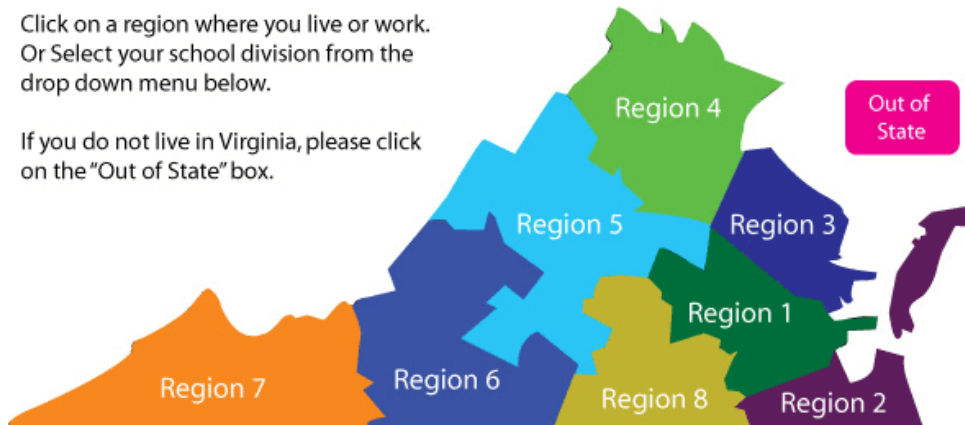 Click on a region where you live or work.
Or Select your school division from the
drop down menu below.
If you do not live in Virginia, please click
on the “Out of State” box.
Region 4
Out of
State
Region 5
Region 3
Region 1
Region 7
Region 6
Region 8
Region 2